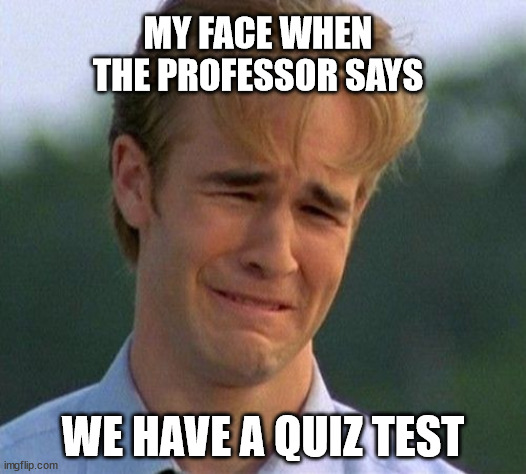 MY FACE WHEN
THE PROFESSOR SAYS
WE HAVE A QUIZ TEST
imgflip.com